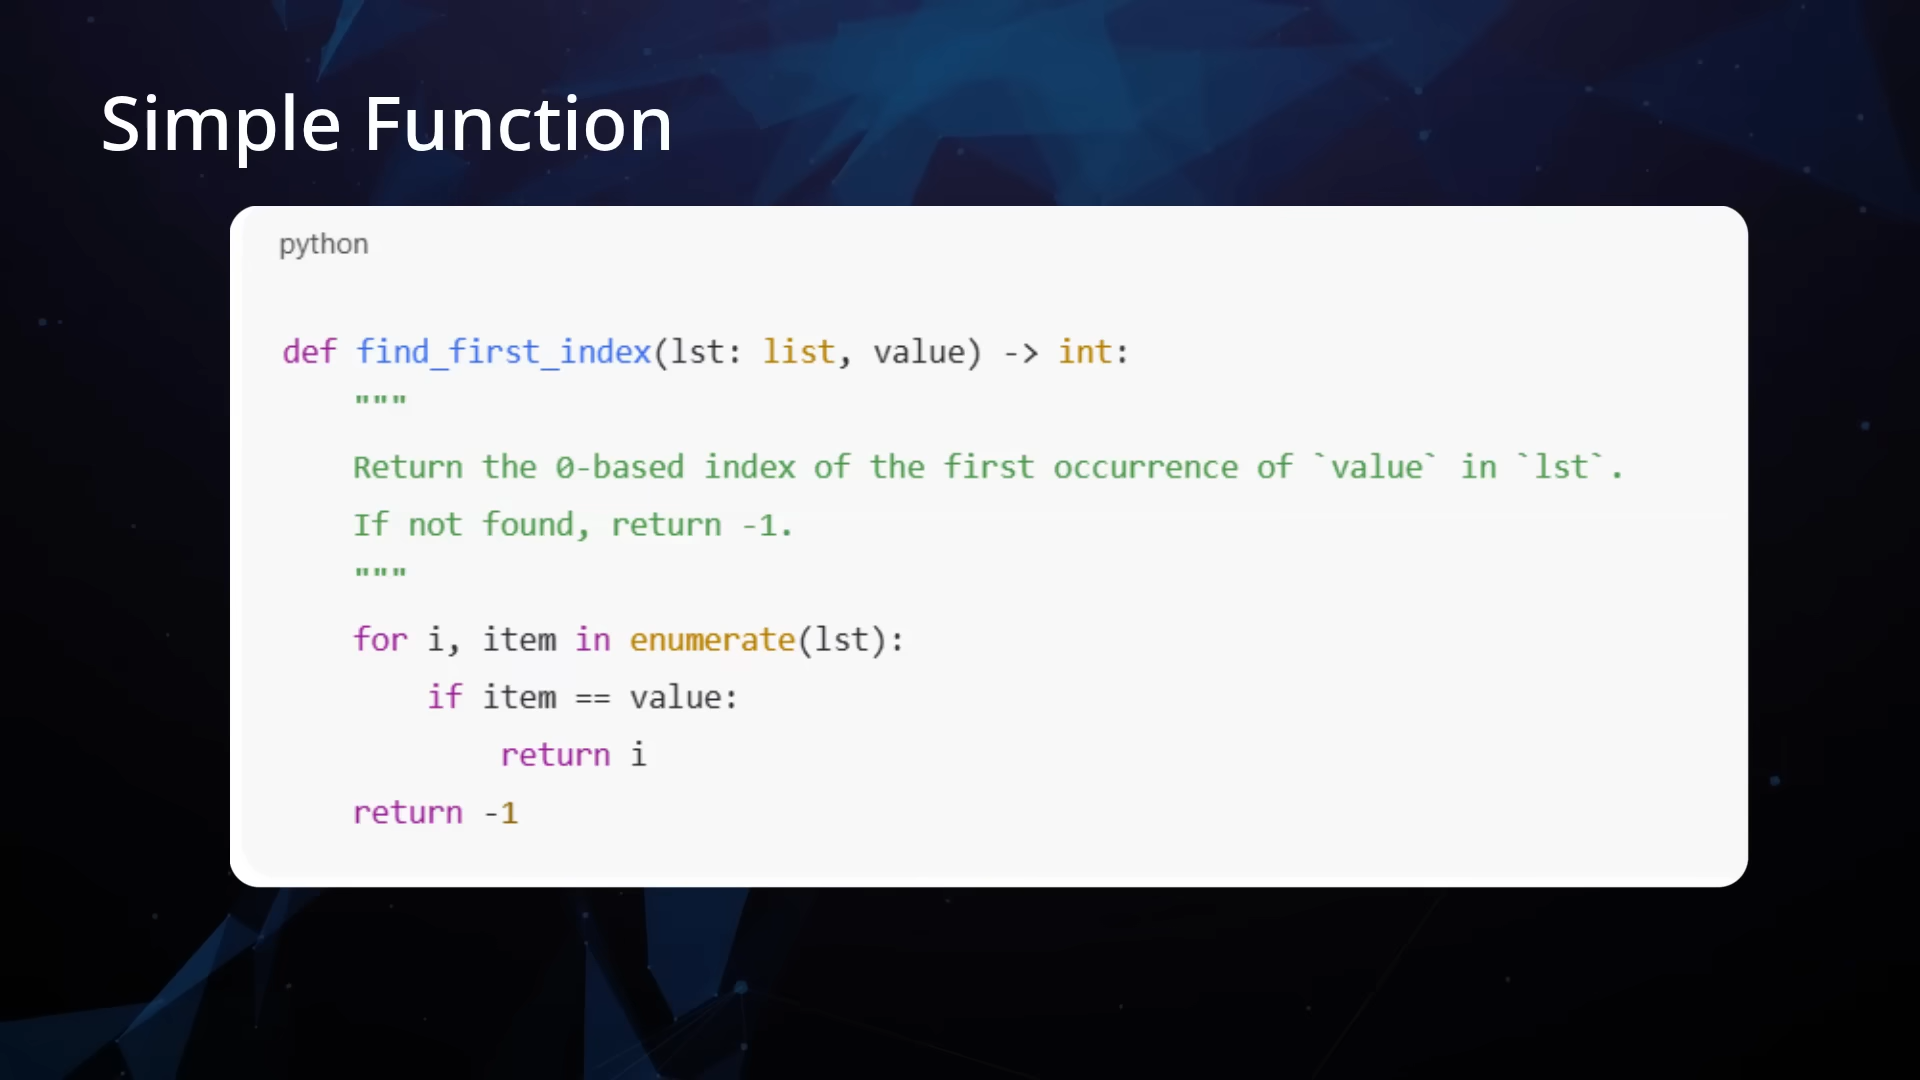 Simple Function
python
def find_first_index(lst: list, value) -> int:
    """
    Return the 0-based index of the first occurrence of `value` in `lst`.
    If not found, return -1.
    """
    for i, item in enumerate(lst):
        if item == value:
            return i
    return -1